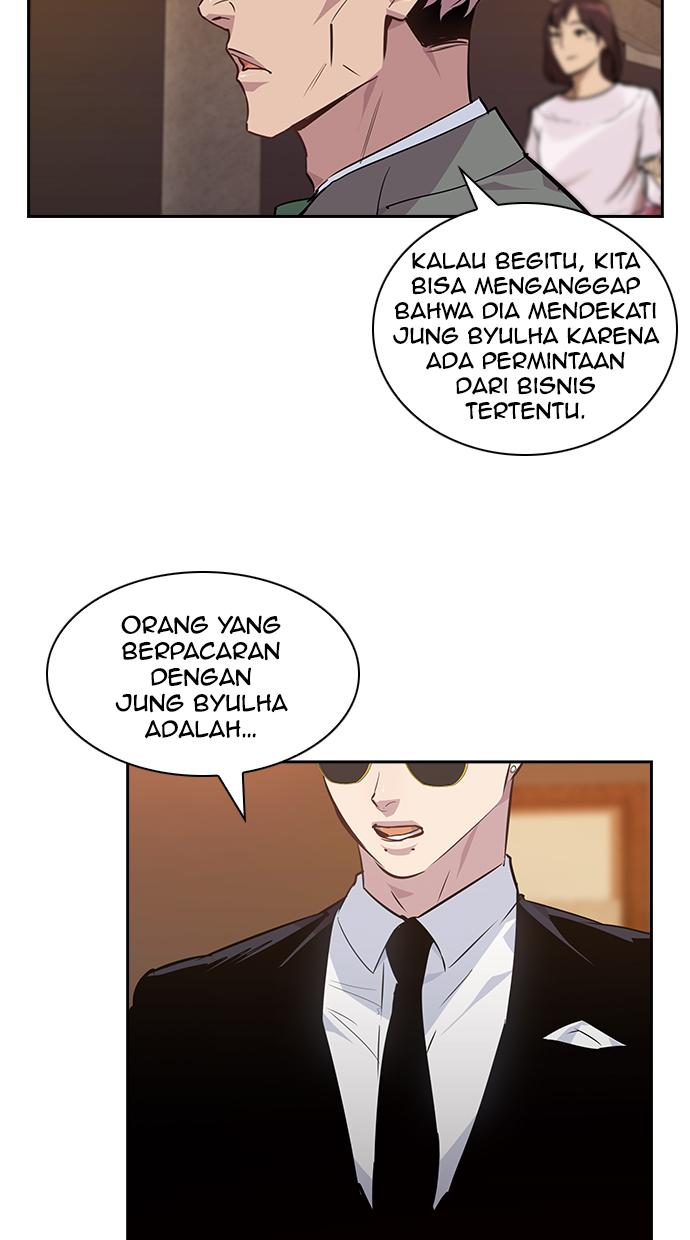 KALAU BEGITU, KITA
BISA MENGANGGAP
BAHWA DIA MENDEKATI
JUNG BYULHA KARENA
ADA PERMINTAAN
DARI BISNIS
TERTENTU.
ORANG YANG
BERPACARAN
DENGAN
JUNG BYULHA
ADALAH...